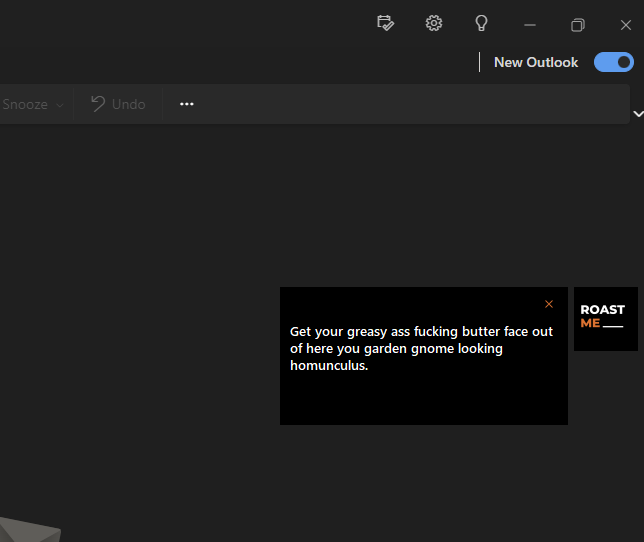 New Outlook
Snooze
Undo
Get your greasy ass fucking butter face out
of here you garden gnome looking
homunculus.
ROAST
ME